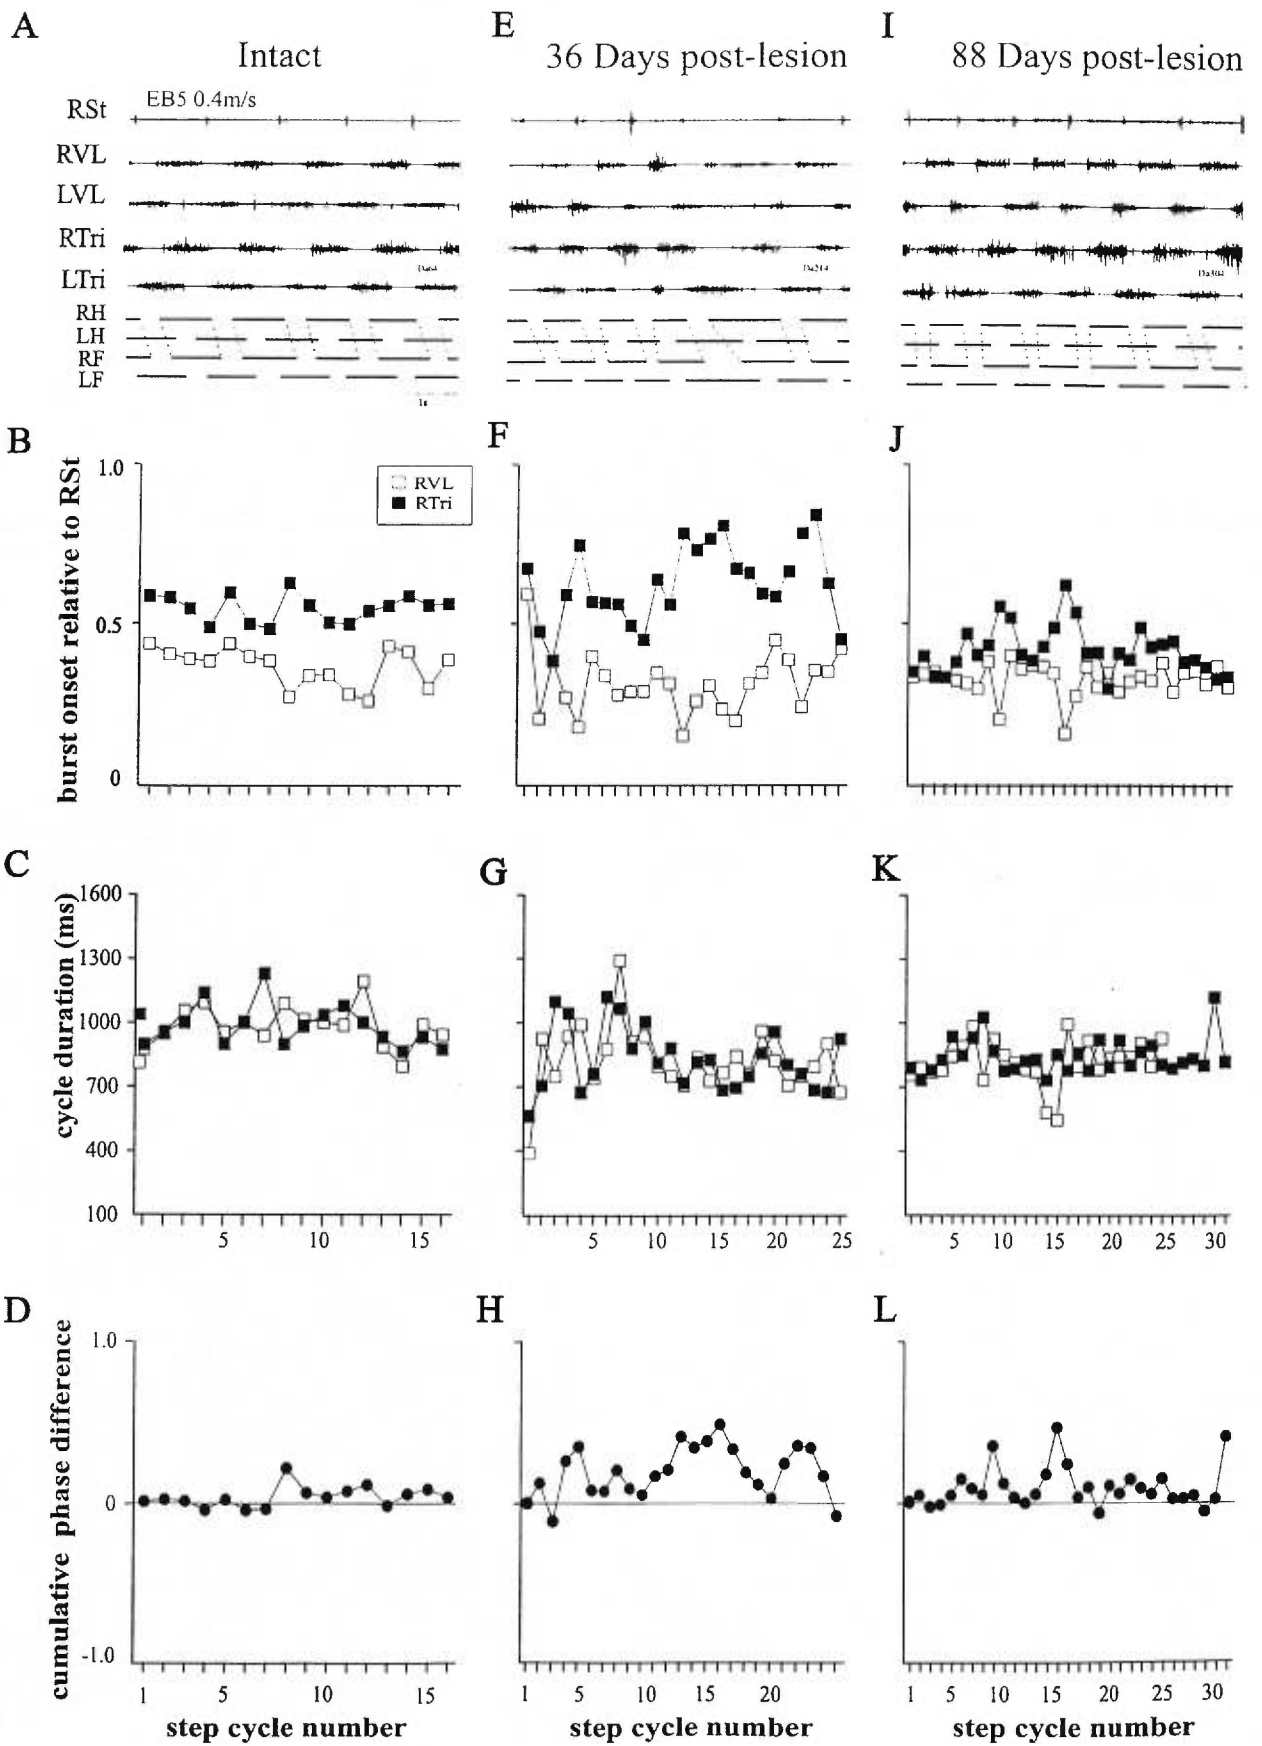 A
E
I
Intact
36 Days post-lesion
88 Days post-lesion
EB5 0.4m/s
RSt
RVL
LVL
RTri
LTri
RH
LH
RF
LF
Da64
Da214
Da304
1s
B
F
J
burst onset relative to RSt
1.0
0.5
0
RVL
RTri
C
G
K
cycle duration (ms)
1600
1300
1000
700
400
100
5 10 15
5 10 15 20 25
5 10 15 20 25 30
D
H
L
cumulative phase difference
1.0
0
-1.0
1 5 10 15
1 5 10 15 20
1 5 10 15 20 25 30
step cycle number
step cycle number
step cycle number